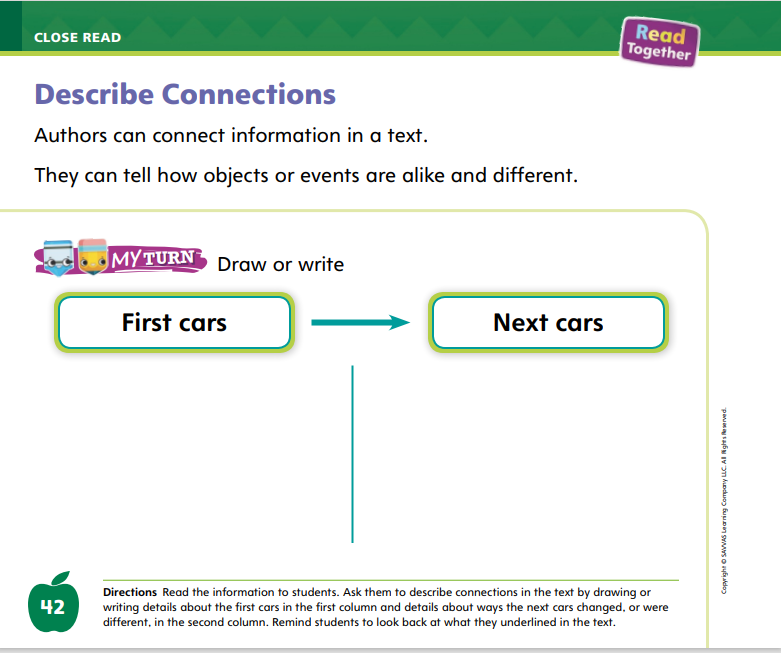 CLOSE READ
Read
Together
Describe Connections
Authors can connect information in a text.
They can tell how objects or events are alike and different.
MY TURN Draw or write
First cars
Next cars
Copyright © SAVVAS Learning Company LLC. All Rights Reserved.
42
Directions Read the information to students. Ask them to describe connections in the text by drawing or
writing details about the first cars in the first column and details about ways the next cars changed, or were
different, in the second column. Remind students to look back at what they underlined in the text.